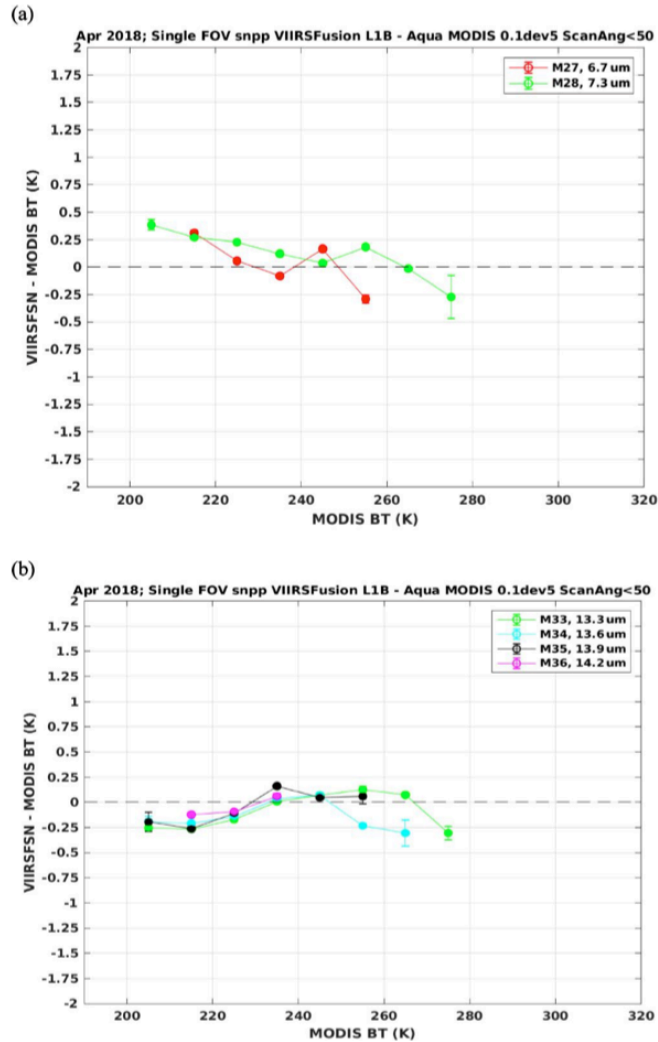 (a)
Apr 2018; Single FOV snpp VIIRSFusion L1B - Aqua MODIS 0.1dev5 ScanAng<50
2
1.75
1.5
1.25
1
0.75
0.5
0.25
0
-0.25
-0.5
-0.75
-1
-1.25
-1.5
-1.75
-2
VIIRSFSN - MODIS BT (K)
M27, 6.7 um
M28, 7.3 um
200 220 240 260 280 300 320
MODIS BT (K)
(b)
Apr 2018; Single FOV snpp VIIRSFusion L1B - Aqua MODIS 0.1dev5 ScanAng<50
2
1.75
1.5
1.25
1
0.75
0.5
0.25
0
-0.25
-0.5
-0.75
-1
-1.25
-1.5
-1.75
-2
VIIRSFSN - MODIS BT (K)
M33, 13.3 um
M34, 13.6 um
M35, 13.9 um
M36, 14.2 um
200 220 240 260 280 300 320
MODIS BT (K)